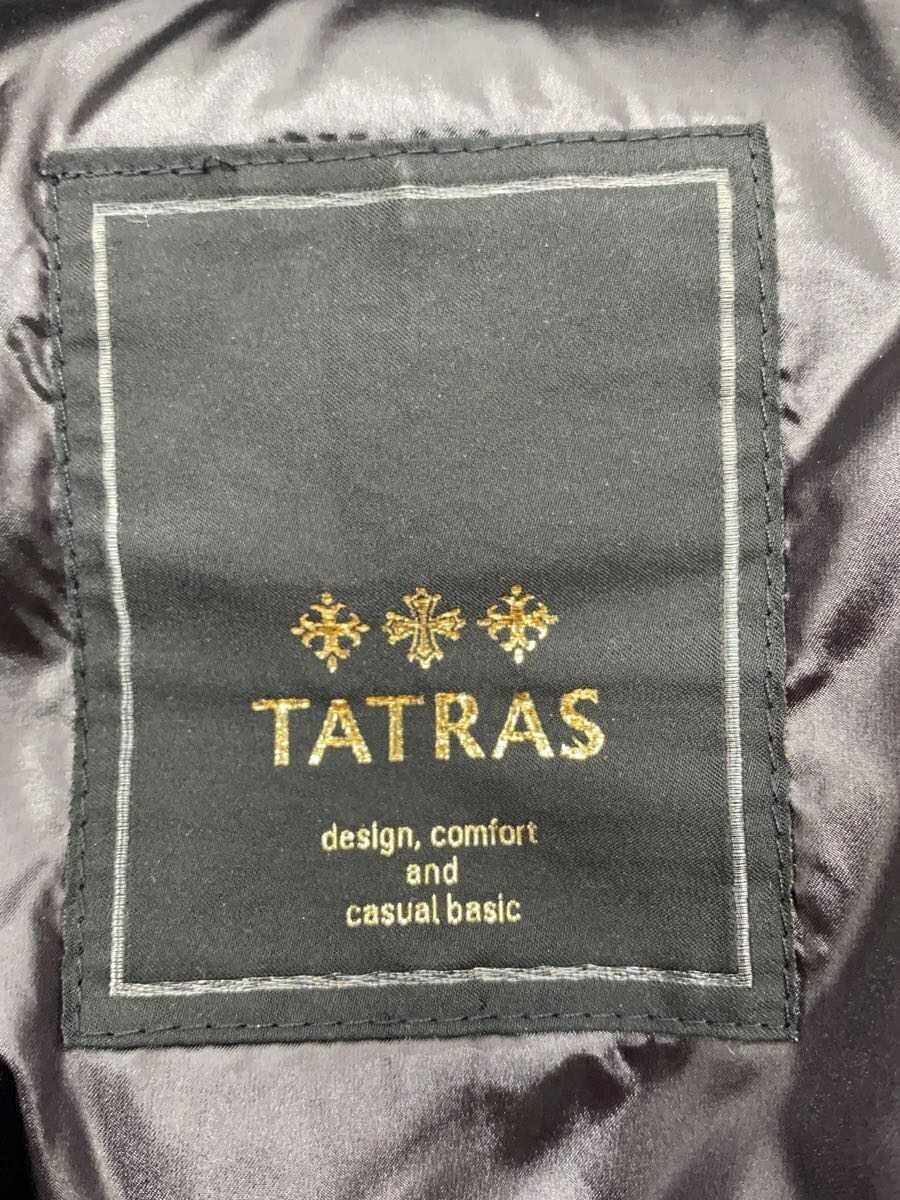 TATRAS
design, comfort
and
casual basic